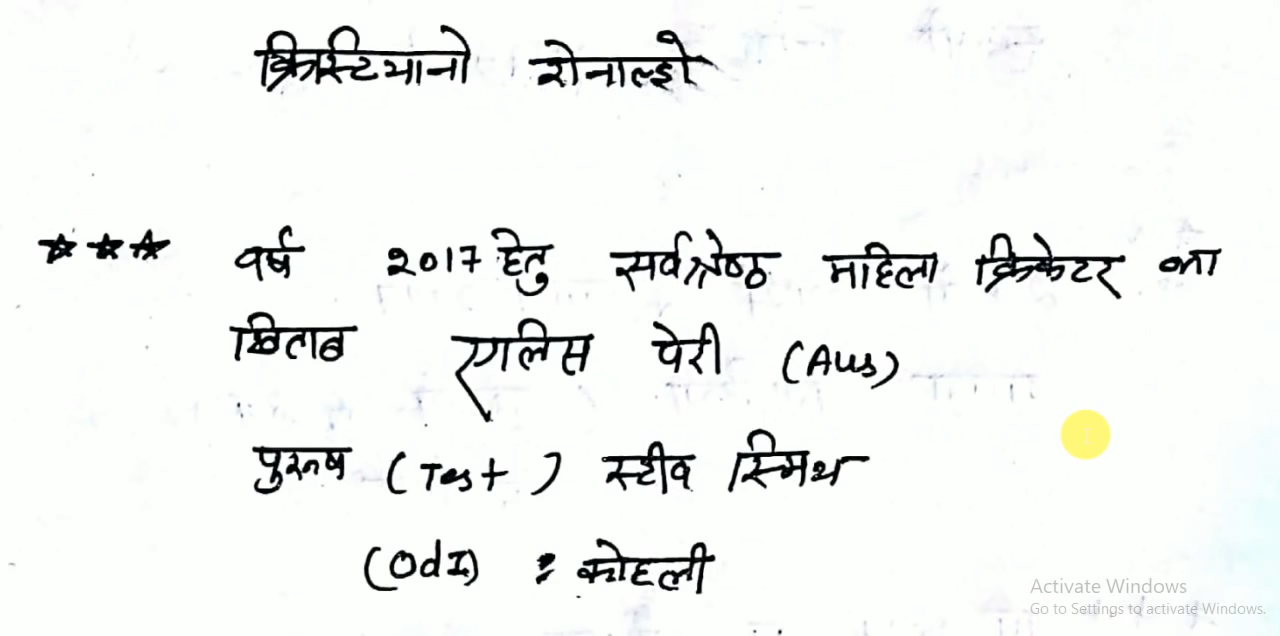 क्रिस्टियानो रोनाल्डो
*** वर्ष 2017 हेतु सर्वश्रेष्ठ महिला क्रिकेटर का
खिताब एलिस पेरी (Aus)
पुरूष (Test) स्टीव स्मिथ
(OdI) : कोहली
Activate Windows
Go to Settings to activate Windows.